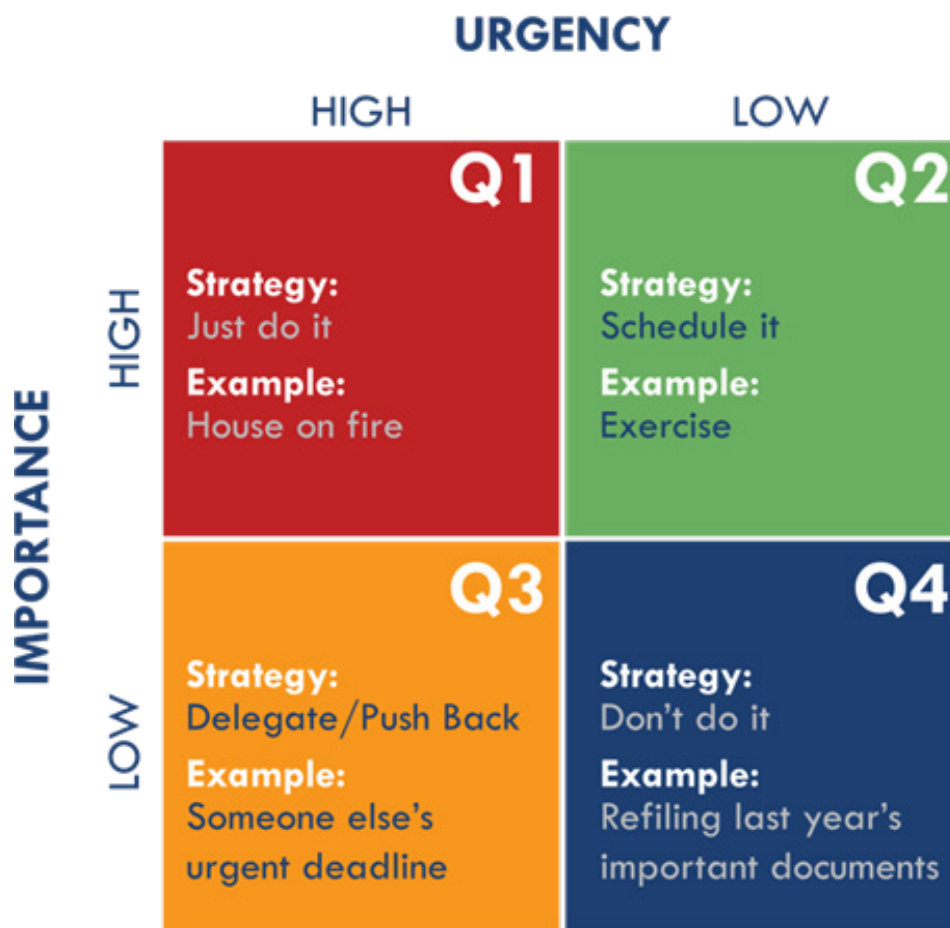 URGENCY
HIGH
LOW
IMPORTANCE
HIGH
Q1
Strategy:
Just do it
Example:
House on fire
Q2
Strategy:
Schedule it
Example:
Exercise
LOW
Q3
Strategy:
Delegate/Push Back
Example:
Someone else's
urgent deadline
Q4
Strategy:
Don't do it
Example:
Refiling last year's
important documents